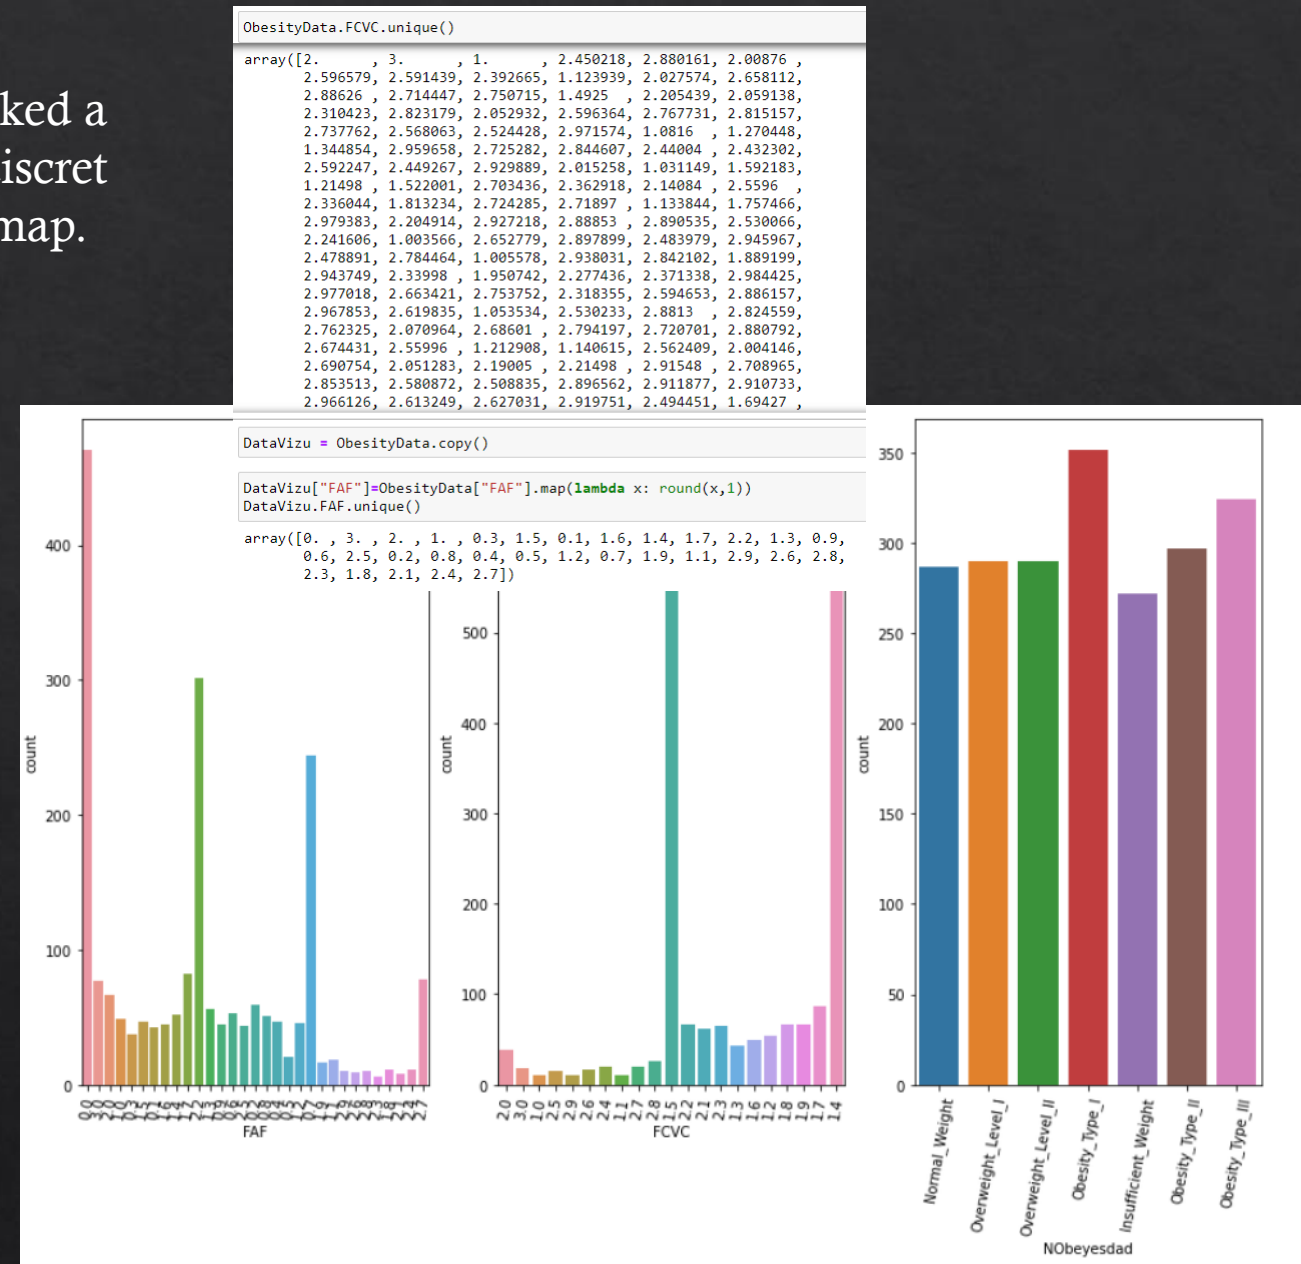 ked a
iscret
map.
ObesityData.FCVC.unique()
array([2.      , 3.      , 1.      , 2.450218, 2.880161, 2.00876 ,
2.596579, 2.591439, 2.392665, 1.123939, 2.027574, 2.658112,
2.88626 , 2.714447, 2.750715, 1.4925  , 2.205439, 2.059138,
2.310423, 2.823179, 2.052932, 2.596364, 2.767731, 2.815157,
2.737762, 2.568063, 2.524428, 2.971574, 1.0816  , 1.270448,
1.344854, 2.959658, 2.725282, 2.844607, 2.44004 , 2.432302,
2.592247, 2.449267, 2.929889, 2.015258, 1.031149, 1.592183,
1.21498 , 1.522001, 2.703436, 2.362918, 2.14084 , 2.5596  ,
2.336044, 1.813234, 2.724285, 2.71897 , 1.133844, 1.757466,
2.979383, 2.204914, 2.927218, 2.88853 , 2.890535, 2.530066,
2.241606, 1.003566, 2.652779, 2.897899, 2.483979, 2.945967,
2.478891, 2.784464, 1.005578, 2.938031, 2.842102, 1.889199,
2.943749, 2.33998 , 1.950742, 2.277436, 2.371338, 2.984425,
2.977018, 2.663421, 2.753752, 2.318355, 2.594653, 2.886157,
2.967853, 2.619835, 1.053534, 2.530233, 2.8813  , 2.824559,
2.762325, 2.070964, 2.68601 , 2.794197, 2.720701, 2.880792,
2.674431, 2.55996 , 1.212908, 1.140615, 2.562409, 2.004146,
2.690754, 2.051283, 2.19005 , 2.21498 , 2.91548 , 2.708965,
2.853513, 2.580872, 2.508835, 2.896562, 2.911877, 2.910733,
2.966126, 2.613249, 2.627031, 2.919751, 2.494451, 1.69427 ,
DataVizu = ObesityData.copy()
DataVizu["FAF"]=ObesityData["FAF"].map(lambda x: round(x,1))
DataVizu.FAF.unique()
array([0. , 3. , 2. , 1. , 0.3, 1.5, 0.1, 1.6, 1.4, 1.7, 2.2, 1.3, 0.9,
0.6, 2.5, 0.2, 0.8, 0.4, 0.5, 1.2, 0.7, 1.9, 1.1, 2.9, 2.6, 2.8,
2.3, 1.8, 2.1, 2.4, 2.7])
400
300
200
100
0
count
FAF
500
400
300
200
100
0
count
2.0
3.0
1.0
2.5
2.9
2.6
2.4
1.1
2.7
2.8
1.5
2.2
2.1
2.3
1.3
1.6
1.2
1.8
1.9
1.7
1.4
FCVC
350
300
250
200
150
100
50
0
count
Normal_Weight
Overweight_Level_I
Overweight_Level_II
Obesity_Type_I
Insufficient_Weight
Obesity_Type_II
Obesity_Type_III
NObeyesdad